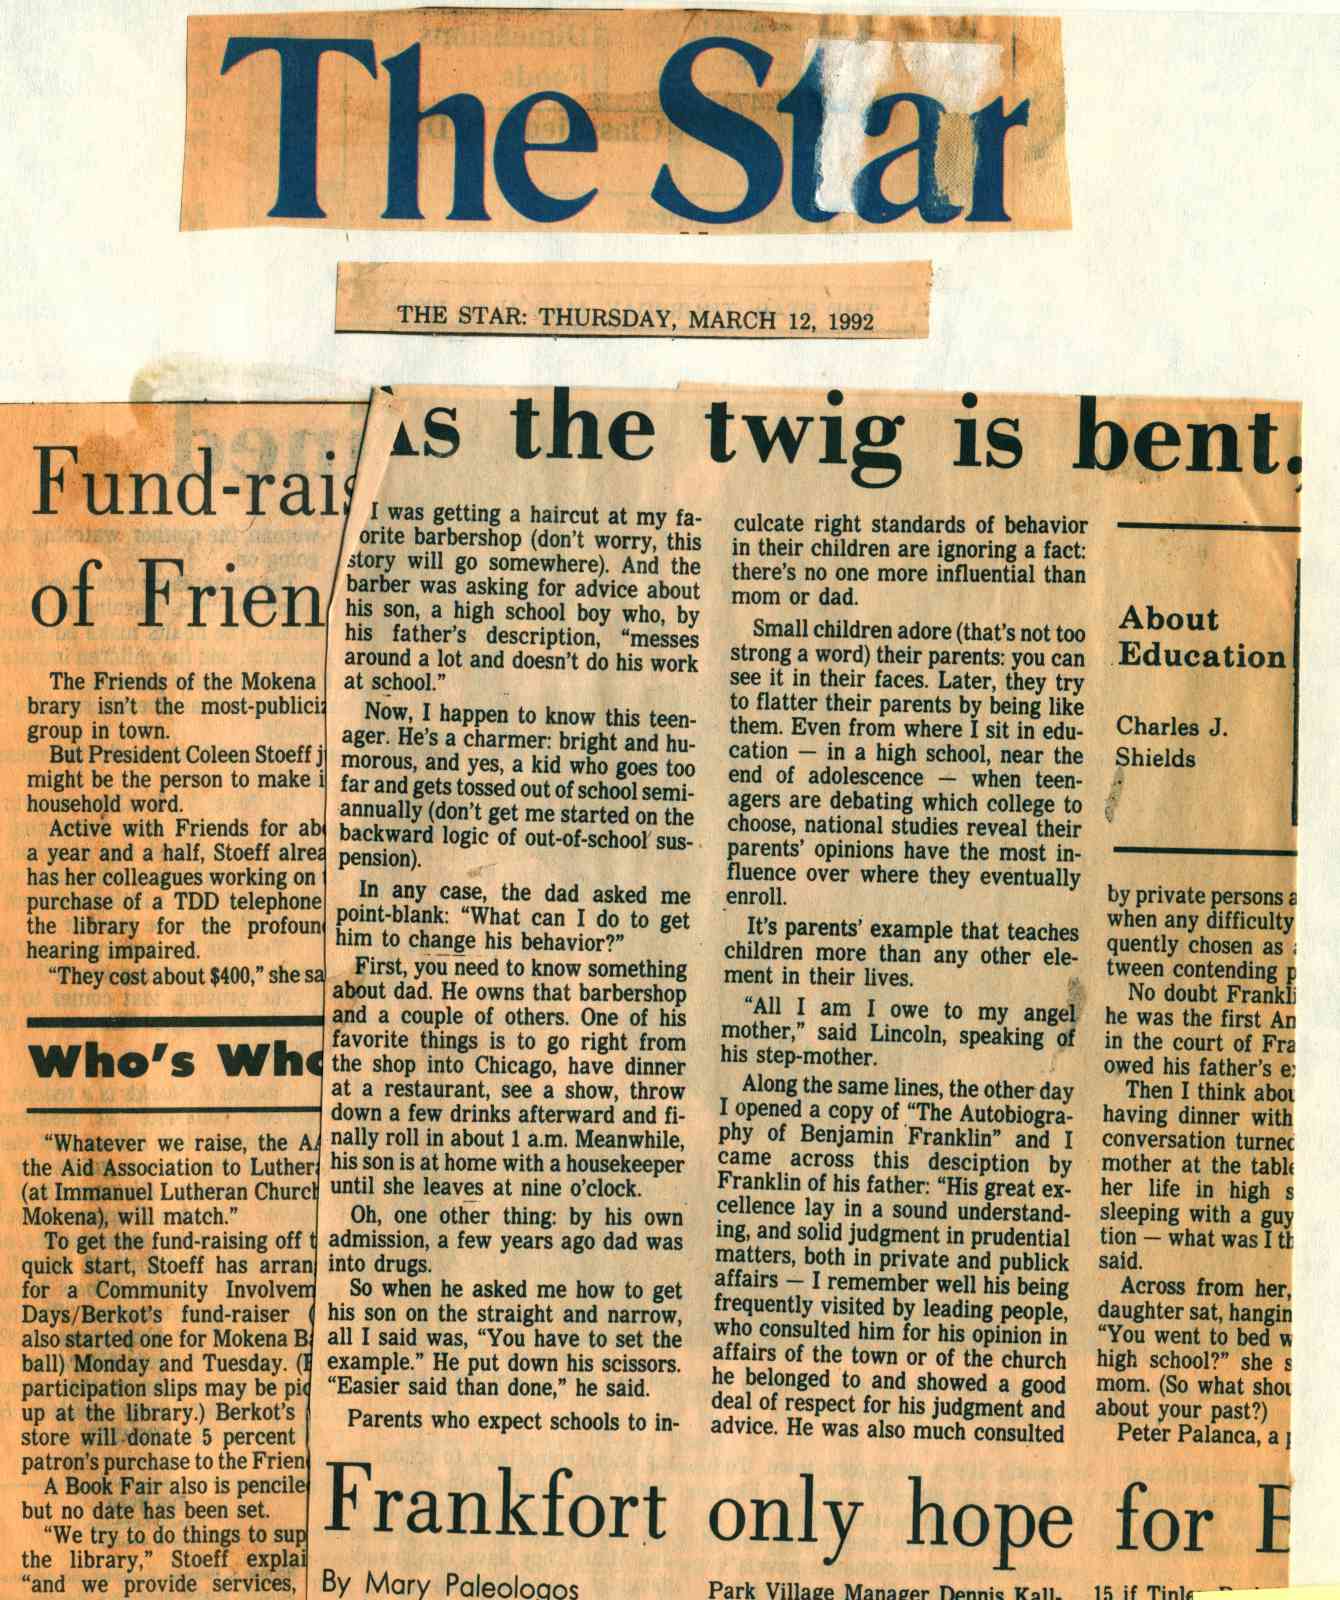 The Star
THE STAR: THURSDAY, MARCH 12, 1992
Fund-rais
of Frien
The Friends of the Mokena
brary isn't the most-publiciz
group in town.
But President Coleen Stoeff j
might be the person to make i
household word.
Active with Friends for abo
a year and a half, Stoeff alrea
has her colleagues working on
purchase of a TDD telephone
the library for the profoun
hearing impaired.
"They cost about $400," she sa
Who's Who
"Whatever we raise, the AA
the Aid Association to Luther
(at Immanuel Lutheran Church
Mokena), will match."
To get the fund-raising off t
quick start, Stoeff has arran
for a Community Involvem
Days/Berkot's fund-raiser (
also started one for Mokena Ba
ball) Monday and Tuesday. (
participation slips may be pic
up at the library.) Berkot's
store will donate 5 percent
patron's purchase to the Frien
A Book Fair also is pencile
but no date has been set.
"We try to do things to sup
the library," Stoeff explai
"and we provide services,
As the twig is bent,
I was getting a haircut at my fa-
orite barbershop (don't worry, this
story will go somewhere). And the
barber was asking for advice about
his son, a high school boy who, by
his father's description, "messes
around a lot and doesn't do his work
at school."
Now, I happen to know this teen-
ager. He's a charmer: bright and hu-
morous, and yes, a kid who goes too
far and gets tossed out of school semi-
annually (don't get me started on the
backward logic of out-of-school sus-
pension).
In any case, the dad asked me
point-blank: "What can I do to get
him to change his behavior?"
First, you need to know something
about dad. He owns that barbershop
and a couple of others. One of his
favorite things is to go right from
the shop into Chicago, have dinner
at a restaurant, see a show, throw
down a few drinks afterward and fi-
nally roll in about 1 a.m. Meanwhile,
his son is at home with a housekeeper
until she leaves at nine o'clock.
Oh, one other thing: by his own
admission, a few years ago dad was
into drugs.
So when he asked me how to get
his son on the straight and narrow,
all I said was, "You have to set the
example." He put down his scissors.
"Easier said than done," he said.
Parents who expect schools to in-
culcate right standards of behavior
in their children are ignoring a fact:
there's no one more influential than
mom or dad.
Small children adore (that's not too
strong a word) their parents: you can
see it in their faces. Later, they try
to flatter their parents by being like
them. Even from where I sit in edu-
cation — in a high school, near the
end of adolescence — when teen-
agers are debating which college to
choose, national studies reveal their
parents' opinions have the most in-
fluence over where they eventually
enroll.
It's parents' example that teaches
children more than any other ele-
ment in their lives.
"All I am I owe to my angel
mother," said Lincoln, speaking of
his step-mother.
Along the same lines, the other day
I opened a copy of "The Autobiogra-
phy of Benjamin Franklin" and I
came across this desciption by
Franklin of his father: "His great ex-
cellence lay in a sound understand-
ing, and solid judgment in prudential
matters, both in private and publick
affairs — I remember well his being
frequently visited by leading people,
who consulted him for his opinion in
affairs of the town or of the church
he belonged to and showed a good
deal of respect for his judgment and
advice. He was also much consulted
About
Education
Charles J.
Shields
by private persons a
when any difficulty
quently chosen as
tween contending p
No doubt Frankli
he was the first Am
in the court of Fra
owed his father's ex
Then I think abou
having dinner with
conversation turned
mother at the table
her life in high s
sleeping with a guy
tion — what was I th
said.
Across from her,
daughter sat, hangin
"You went to bed w
high school?" she s
mom. (So what shou
about your past?)
Peter Palanca, a p
Frankfort only hope for E
By Mary Paleologos
Park Village Manager Dennis Kall-
15 if Tinley